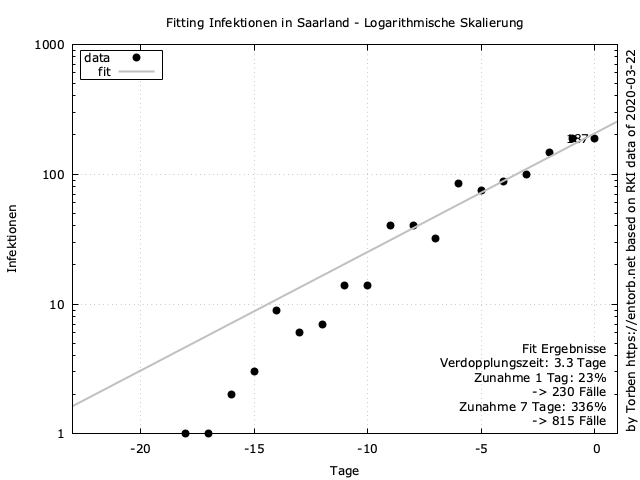 Fitting Infektionen in Saarland - Logarithmische Skalierung
1000
data
fit
187
100
Infektionen
10
Fit Ergebnisse
Verdopplungszeit: 3.3 Tage
Zunahme 1 Tag: 23%
-> 230 Fälle
Zunahme 7 Tage: 336%
-> 815 Fälle
1
-20
-15
-10
-5
0
Tage
by Torben https://entorb.net based on RKI data of 2020-03-22